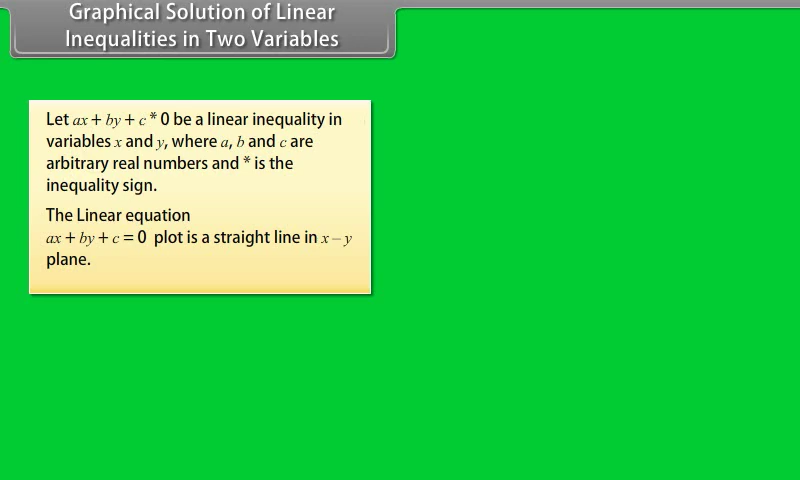 Graphical Solution of Linear
Inequalities in Two Variables
Let ax + by + c * 0 be a linear inequality in
variables x and y, where a, b and c are
arbitrary real numbers and * is the
inequality sign.
The Linear equation
ax + by + c = 0 plot is a straight line in x – y
plane.